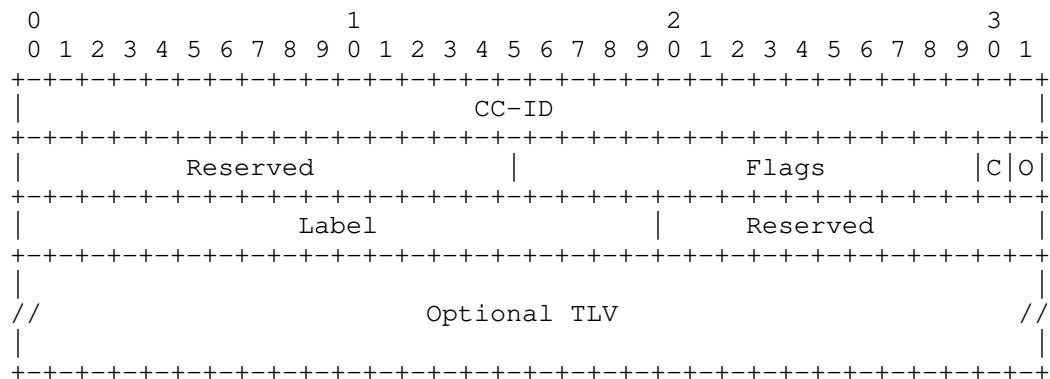 0                   1                   2                   3
 0 1 2 3 4 5 6 7 8 9 0 1 2 3 4 5 6 7 8 9 0 1 2 3 4 5 6 7 8 9 0 1
+-+-+-+-+-+-+-+-+-+-+-+-+-+-+-+-+-+-+-+-+-+-+-+-+-+-+-+-+-+-+-+-+
|                            CC-ID                              |
+-+-+-+-+-+-+-+-+-+-+-+-+-+-+-+-+-+-+-+-+-+-+-+-+-+-+-+-+-+-+-+-+
|          Reserved             |             Flags         |C|O|
+-+-+-+-+-+-+-+-+-+-+-+-+-+-+-+-+-+-+-+-+-+-+-+-+-+-+-+-+-+-+-+-+
|                 Label                 |     Reserved          |
+-+-+-+-+-+-+-+-+-+-+-+-+-+-+-+-+-+-+-+-+-+-+-+-+-+-+-+-+-+-+-+-+
|                                                               |
//                        Optional TLV                         //
|                                                               |
+-+-+-+-+-+-+-+-+-+-+-+-+-+-+-+-+-+-+-+-+-+-+-+-+-+-+-+-+-+-+-+-+